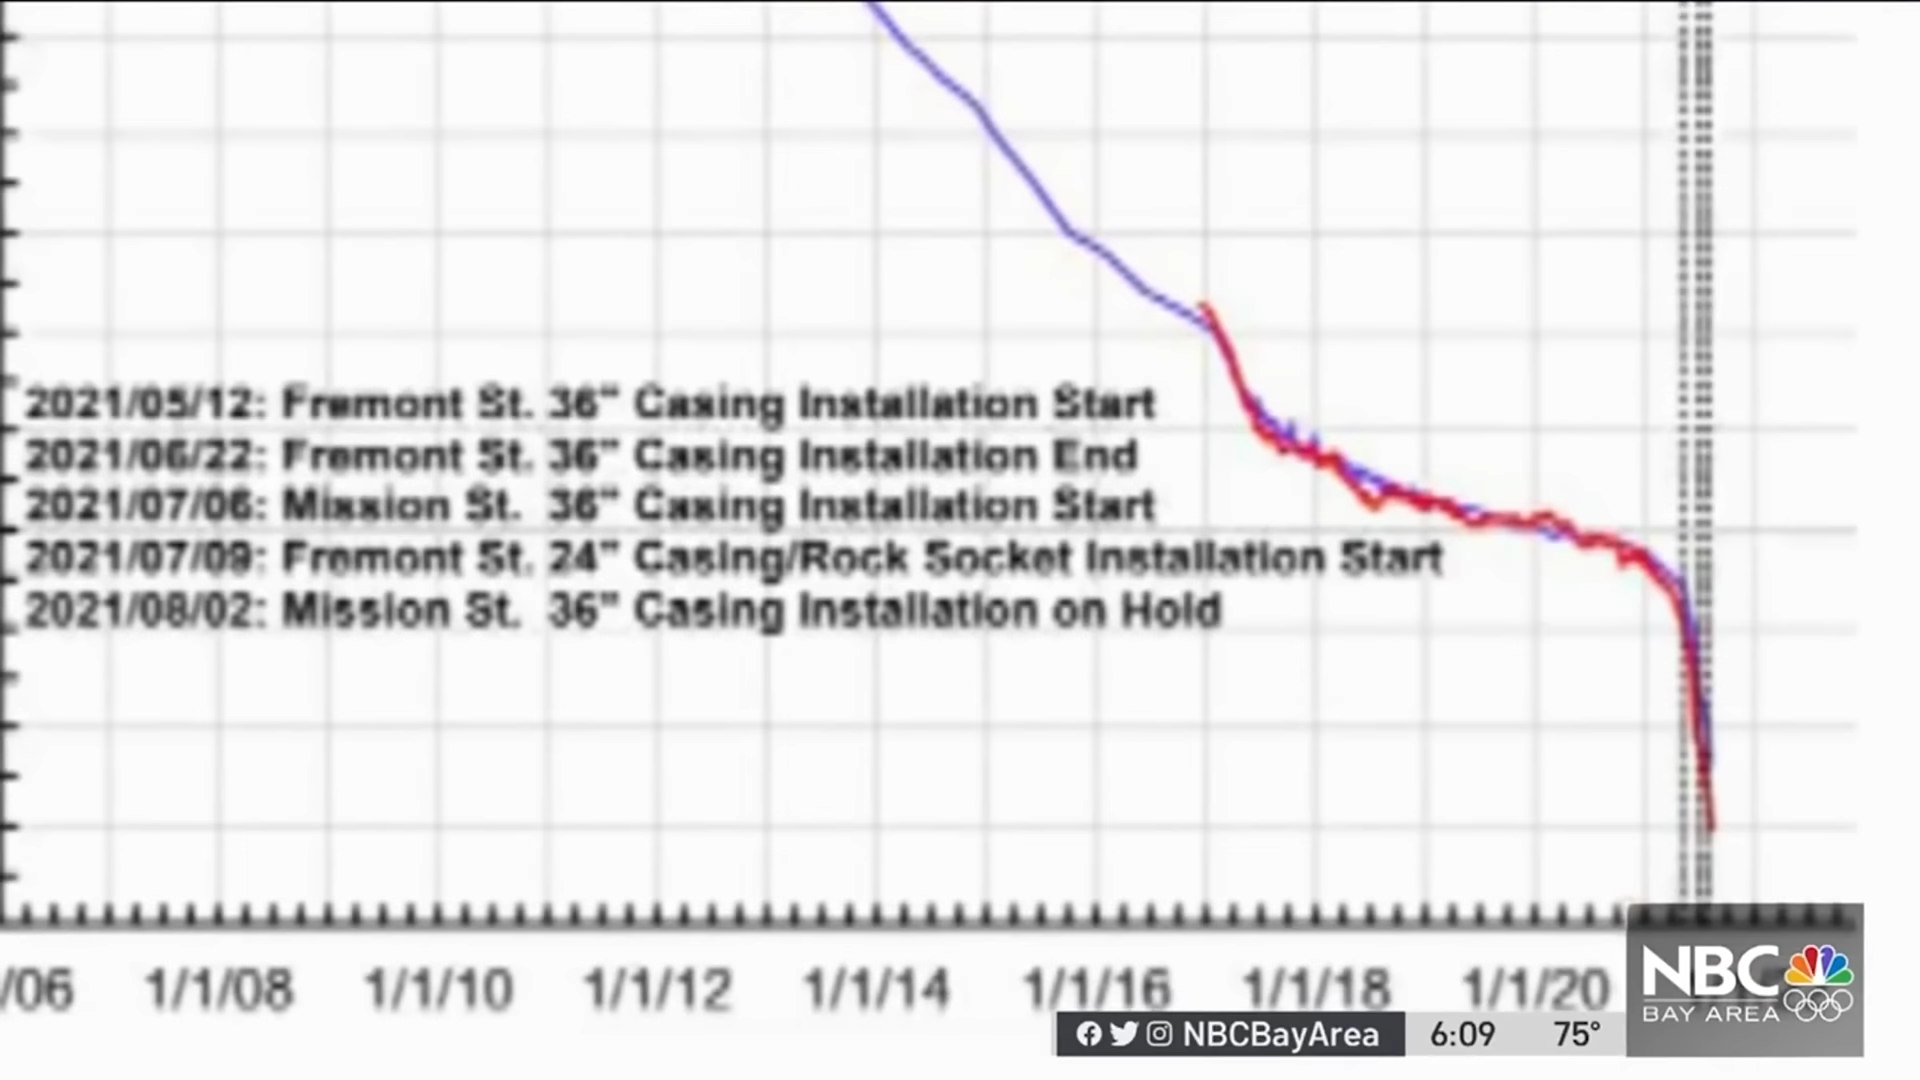 2021/05/12: Fremont St. 36" Casing Installation Start
2021/06/22: Fremont St. 36" Casing Installation End
2021/07/06: Mission St. 36" Casing Installation Start
2021/07/09: Fremont St. 24" Casing/Rock Socket Installation Start
2021/08/02: Mission St. 36" Casing Installation on Hold
/06 1/1/08 1/1/10 1/1/12 1/1/14 1/1/16 1/1/18 1/1/20
NBC
BAY AREA
NBCBayArea 6:09 75°